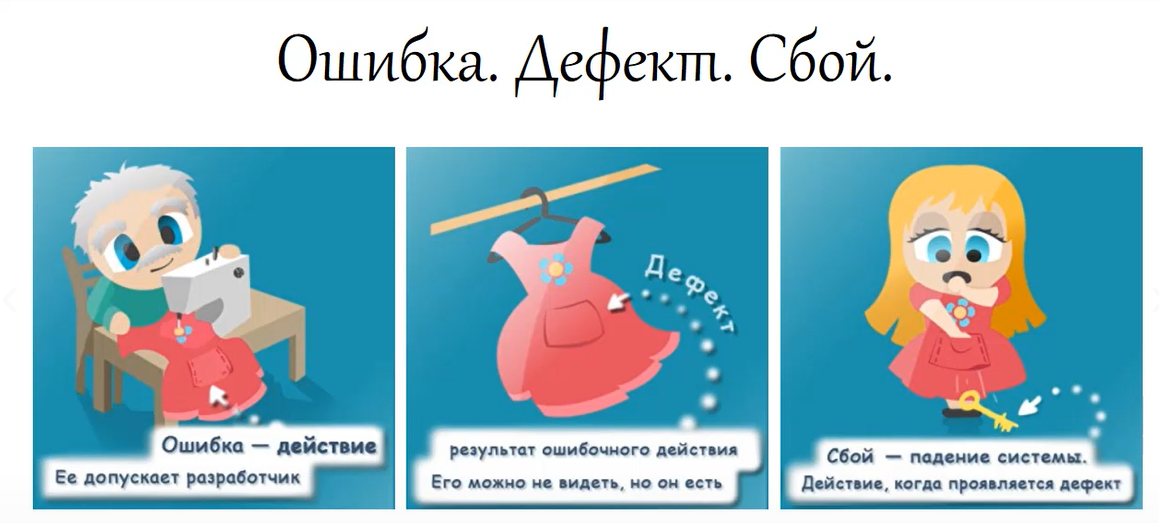 Ошибка. Дефект. Сбой.
Ошибка — действие
Ее допускает разработчик
Дефект
результат ошибочного действия
Его можно не видеть, но он есть
Сбой — падение системы.
Действие, когда проявляется дефект